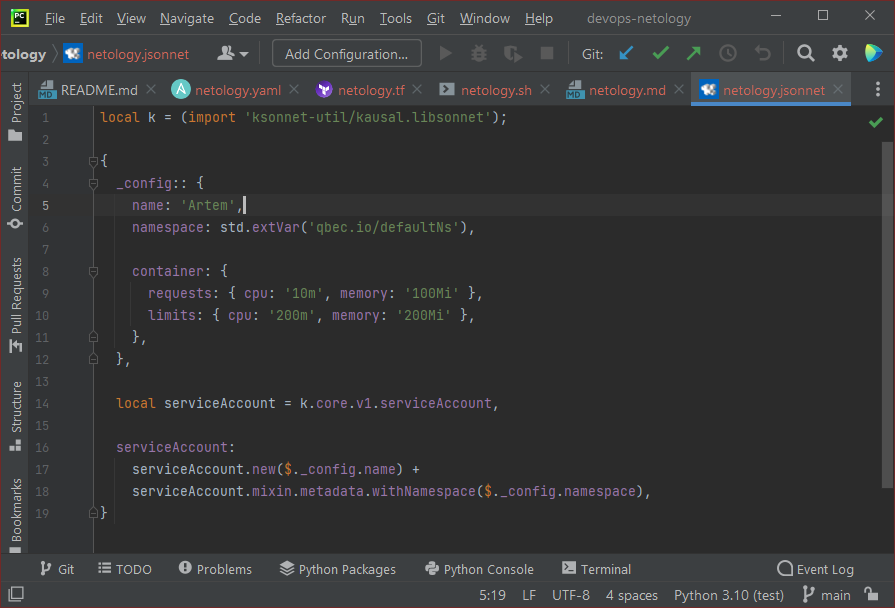 PC File Edit View Navigate Code Refactor Run Tools Git Window Help devops-netology
tology netology.jsonnet Add Configuration... Git:
MD README.md A netology.yaml netology.tf netology.sh MD netology.md netology.jsonnet
Project
Commit
Pull Requests
Structure
Bookmarks
1 local k = (import 'ksonnet-util/kausal.libsonnet');
2
3 {
4 _config:: {
5 name: 'Artem',
6 namespace: std.extVar('qbec.io/defaultNs'),
7
8 container: {
9 requests: { cpu: '10m', memory: '100Mi' },
10 limits: { cpu: '200m', memory: '200Mi' },
11 },
12 },
13
14 local serviceAccount = k.core.v1.serviceAccount,
15
16 serviceAccount:
17 serviceAccount.new($._config.name) +
18 serviceAccount.mixin.metadata.withNamespace($._config.namespace),
19 }
Git TODO Problems Python Packages Python Console Terminal Event Log
5:19 LF UTF-8 4 spaces Python 3.10 (test) main